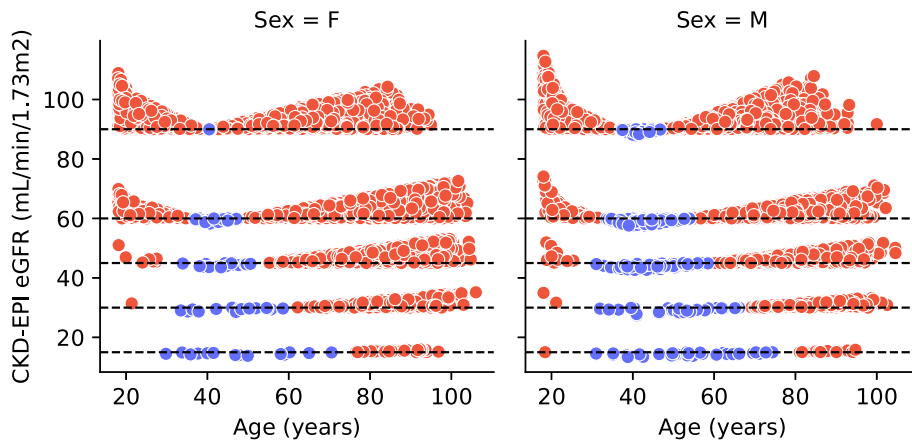 Sex = F
Sex = M
CKD-EPI eGFR (mL/min/1.73m2)
100
80
60
40
20
20 40 60 80 100
20 40 60 80 100
Age (years)
Age (years)